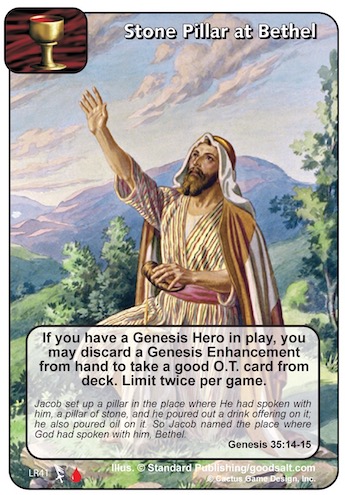 Stone Pillar at Bethel
If you have a Genesis Hero in play, you
may discard a Genesis Enhancement
from hand to take a good O.T. card from
deck. Limit twice per game.
Jacob set up a pillar in the place where He had spoken with
him, a pillar of stone, and he poured out a drink offering on it;
he also poured oil on it. So Jacob named the place where
God had spoken with him, Bethel.
Genesis 35:14-15
LR41
Illus. © Standard Publishing/goodsalt.com
© Cactus Game Design, Inc.